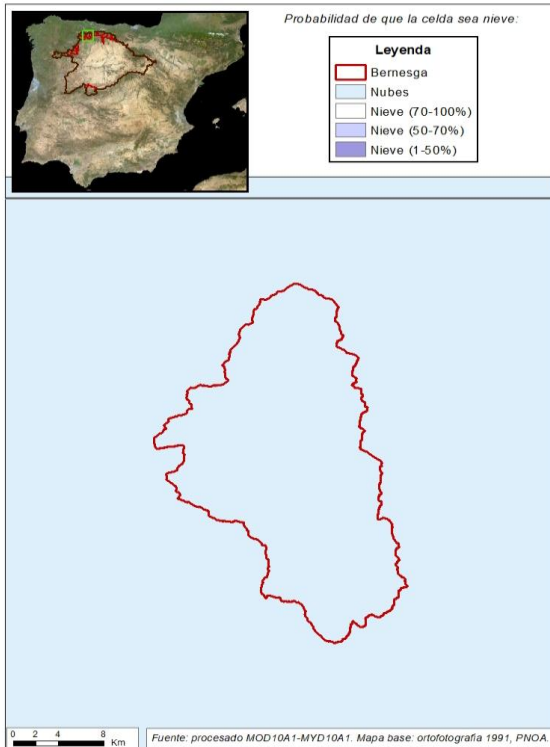 Probabilidad de que la celda sea nieve:
Leyenda
Bernesga
Nubes
Nieve (70-100%)
Nieve (50-70%)
Nieve (1-50%)
0 2 4 8
Km
Fuente: procesado MOD10A1-MYD10A1. Mapa base: ortofotografia 1991, PNOA.